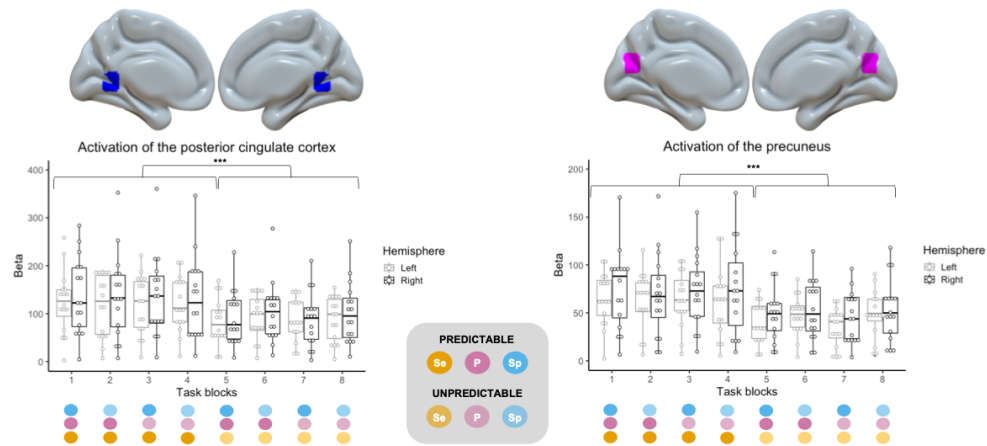 Activation of the posterior cingulate cortex
***
400
300
200
100
0
Beta
1 2 3 4 5 6 7 8
Task blocks
Hemisphere
Left
Right
PREDICTABLE
Se P Sp
UNPREDICTABLE
Se P Sp
Activation of the precuneus
***
200
150
100
50
0
Beta
1 2 3 4 5 6 7 8
Task blocks
Hemisphere
Left
Right